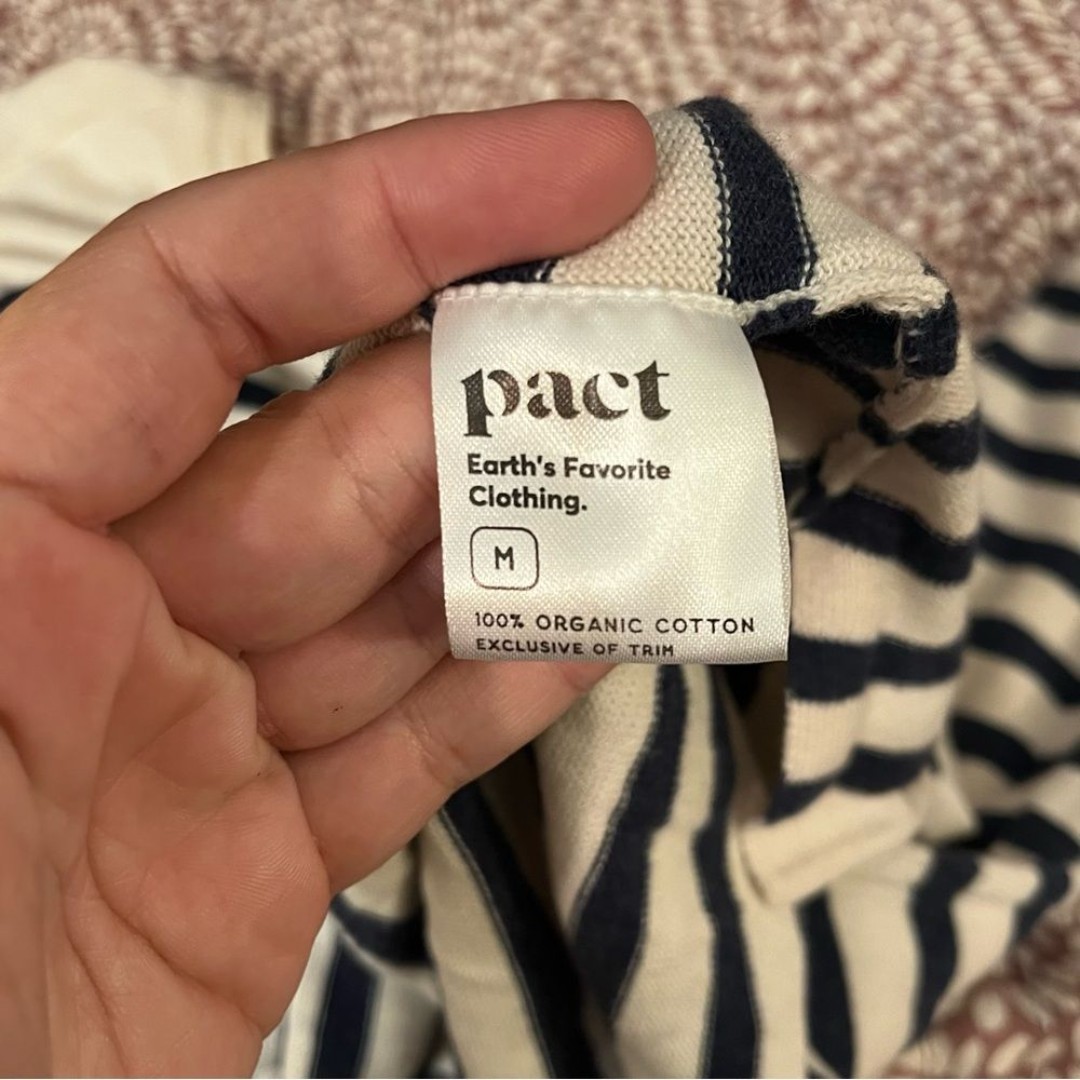 pact
Earth's Favorite
Clothing.
M
100% ORGANIC COTTON
EXCLUSIVE OF TRIM